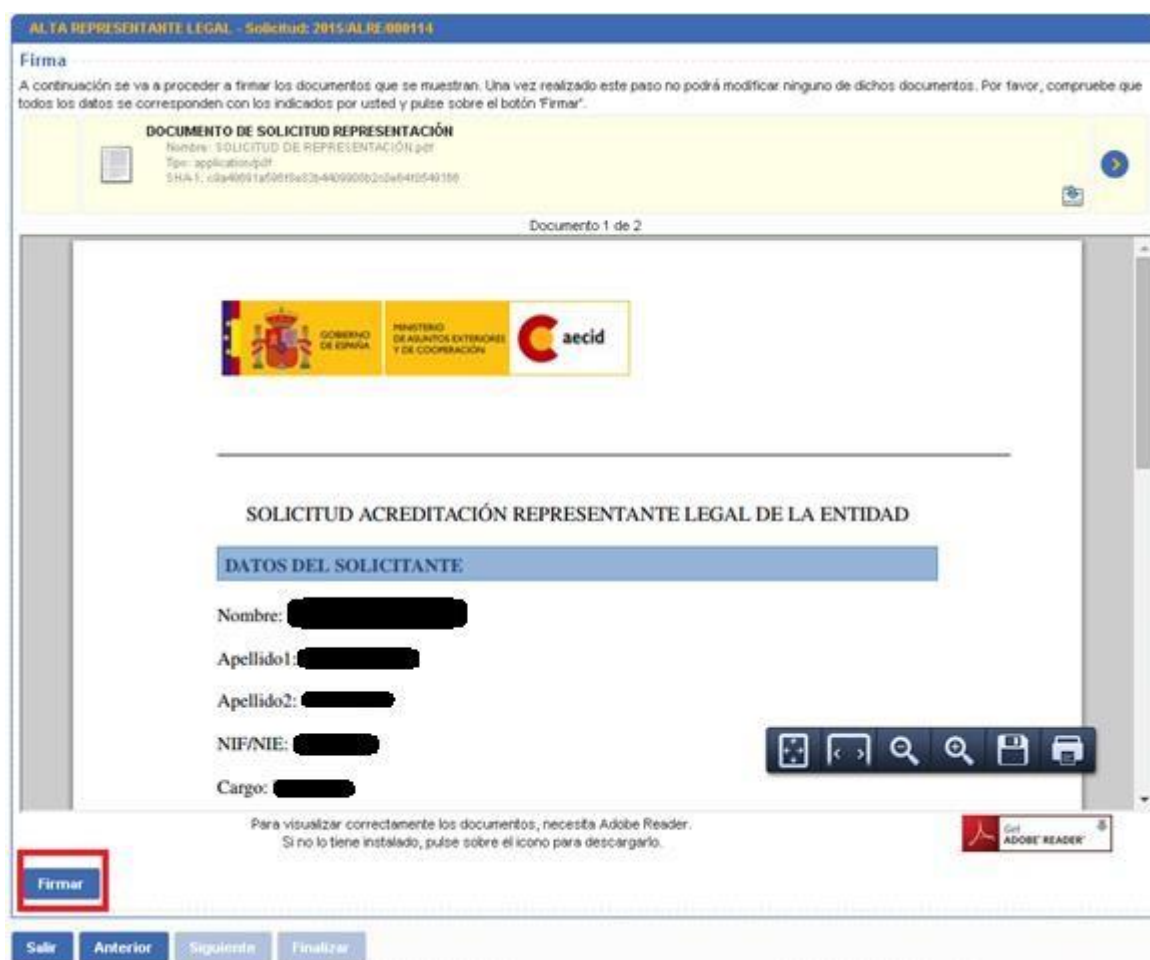 ALTA REPRESENTANTE LEGAL - Solicitud: 2015/ALRE/000114
Firma
A continuación se va a proceder a firmar los documentos que se muestran. Una vez realizado este paso no podrá modificar ninguno de dichos documentos. Por favor, compruebe que
todos los datos se corresponden con los indicados por usted y pulse sobre el botón 'Firmar'.
DOCUMENTO DE SOLICITUD REPRESENTACIÓN
Nombre: SOLICITUD DE REPRESENTACIÓN.pdf
Tipo: application/pdf
SHA-1:
Documento 1 de 2
GOBIERNO
DE ESPAÑA
MINISTERIO
DE ASUNTOS EXTERIORES
Y DE COOPERACIÓN
aecid
SOLICITUD ACREDITACIÓN REPRESENTANTE LEGAL DE LA ENTIDAD
DATOS DEL SOLICITANTE
Nombre:
Apellido1:
Apellido2:
NIF/NIE:
Cargo:
Para visualizar correctamente los documentos, necesita Adobe Reader.
Si no lo tiene instalado, pulse sobre el icono para descargarlo.
Get
ADOBE® READER®
Firmar
Salir
Anterior
Siguiente
Finalizar